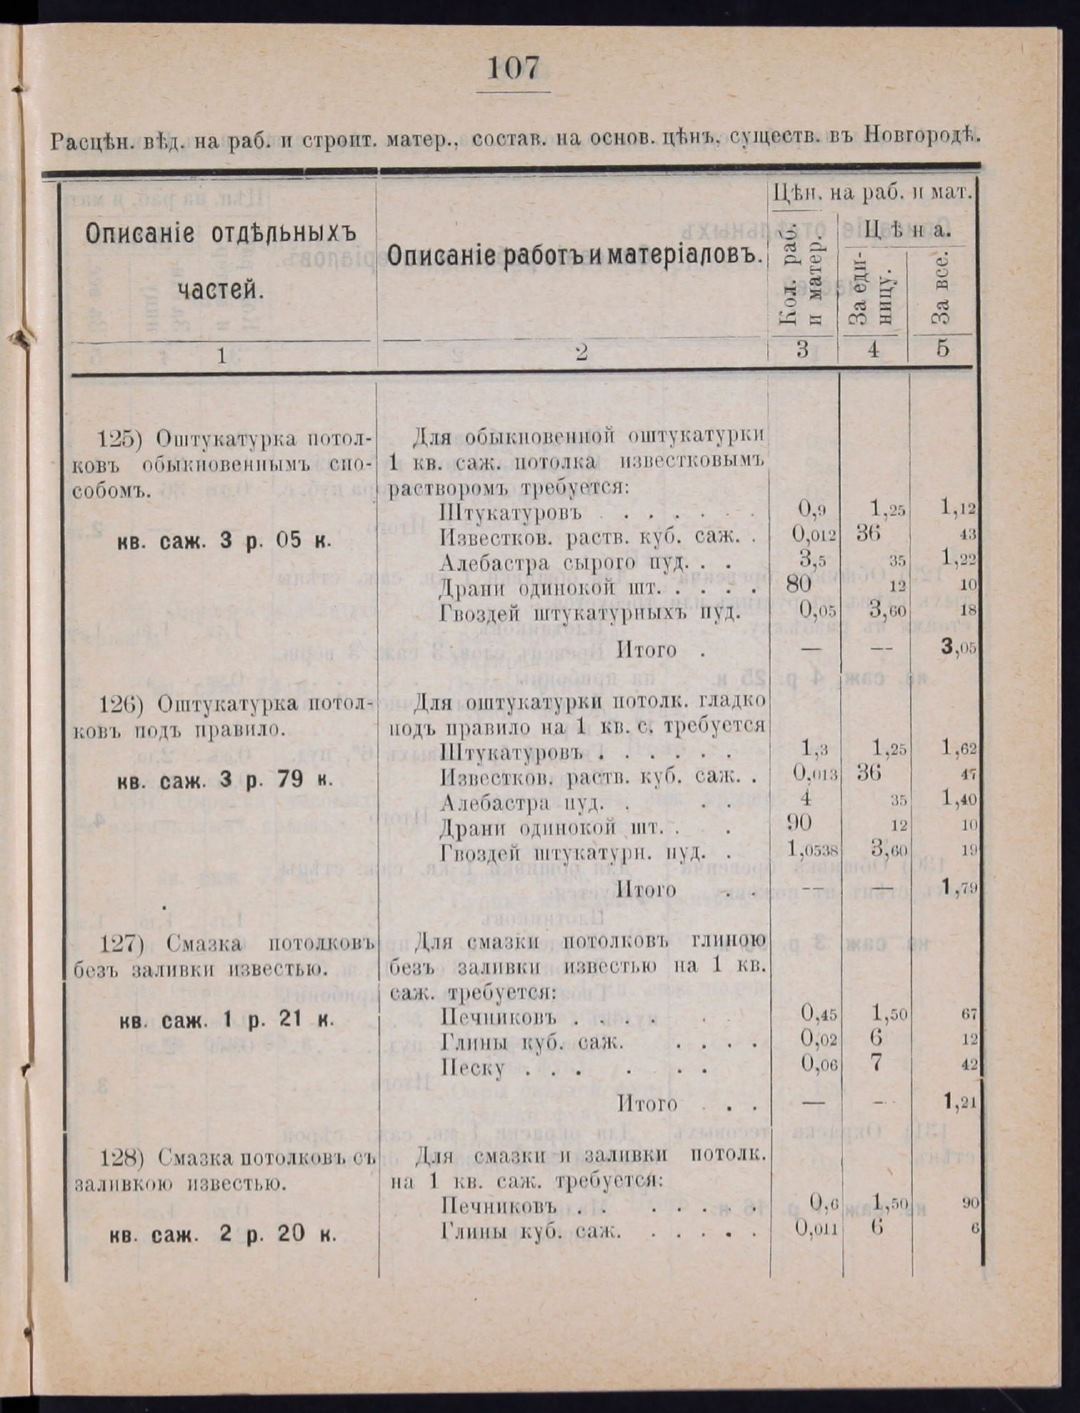 107
Расцѣн. вѣд. на раб. и строит. матер., состав. на основ. цѣнъ, существ. въ Новгородѣ.
Описаніе отдѣльныхъ
частей.
Описаніе работъ и матеріаловъ.
Цѣн. на раб. и мат.
Кол. раб.
и матер.
Цѣна.
За еди-
ницу.
За все.
1 2 3 4 5
125) Оштукатурка потол-
ковъ обыкновеннымъ спо-
собомъ.
кв. саж. 3 р. 05 к.
Для обыкновенной оштукатурки
1 кв. саж. потолка известковымъ
растворомъ требуется:
Штукатуровъ . . . . . . 0,9 1,25 1,12
Известков. раств. куб. саж. . 0,012 36 43
Алебастра сырого пуд. . . 3,5 35 1,22
Драни одинокой шт. . . . . 80 12 10
Гвоздей штукатурныхъ пуд. 0,05 3,60 18
Итого . — — 3,05
126) Оштукатурка потол-
ковъ подъ правило.
кв. саж. 3 р. 79 к.
Для оштукатурки потолк. гладко
подъ правило на 1 кв. с. требуется
Штукатуровъ . . . . . . 1,3 1,25 1,62
Известков. раств. куб. саж. . 0,013 36 47
Алебастра пуд. . . . 4 35 1,40
Драни одинокой шт. . . 90 12 10
Гвоздей штукатурн. пуд. . 1,0538 3,60 19
Итого . . — — 1,79
127) Смазка потолковъ
безъ заливки известью.
кв. саж. 1 р. 21 к.
Для смазки потолковъ глиною
безъ заливки известью на 1 кв.
саж. требуется:
Печниковъ . . . . . 0,45 1,50 67
Глины куб. саж. . . . . 0,02 6 12
Песку . . . . . . 0,06 7 42
Итого . . . — — 1,21
128) Смазка потолковъ съ
заливкою известью.
кв. саж. 2 р. 20 к.
Для смазки и заливки потолк.
на 1 кв. саж. требуется:
Печниковъ . . . . . . . 0,6 1,50 90
Глины куб. саж. . . . . . 0,011 6 6